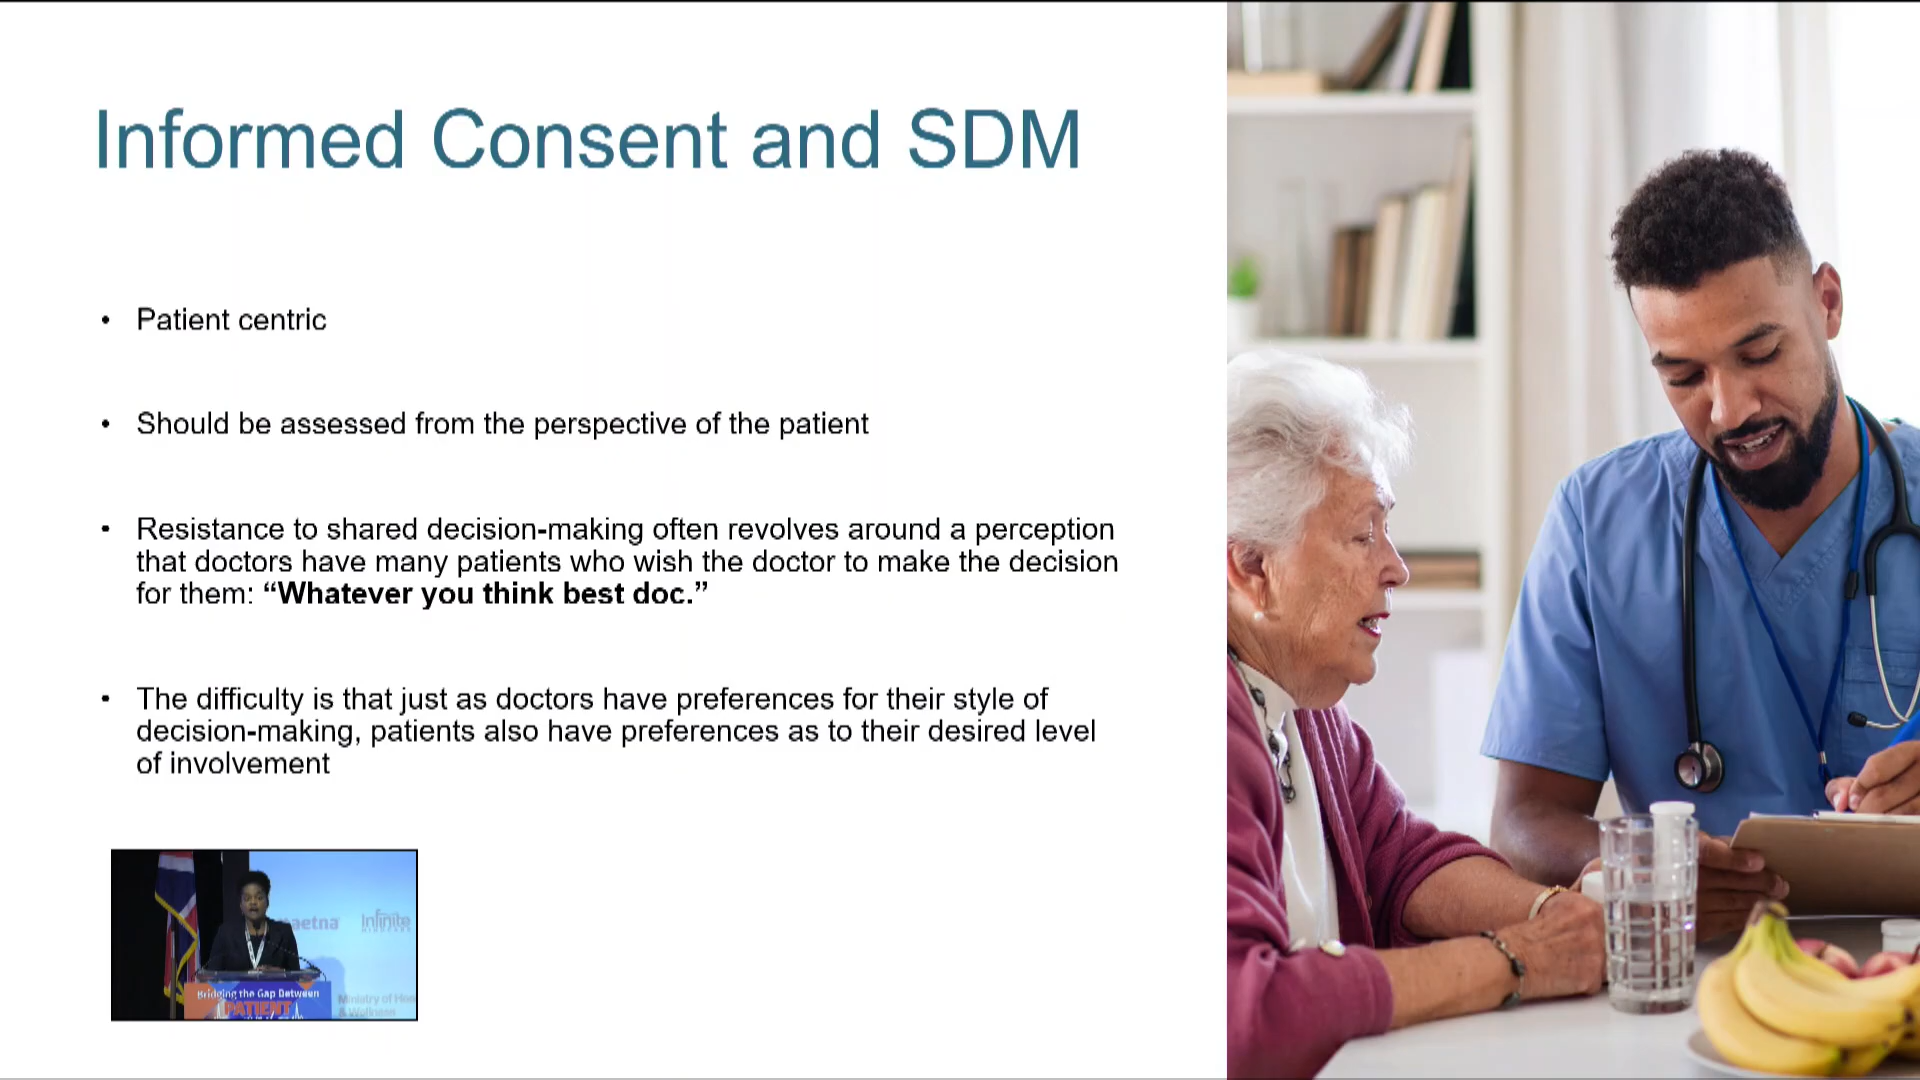 Informed Consent and SDM
• Patient centric
• Should be assessed from the perspective of the patient
• Resistance to shared decision-making often revolves around a perception
that doctors have many patients who wish the doctor to make the decision
for them: “Whatever you think best doc.”
• The difficulty is that just as doctors have preferences for their style of
decision-making, patients also have preferences as to their desired level
of involvement
aetna
Infinite
Bridging the Gap Between
PATIENT
Ministry of
& Wellness